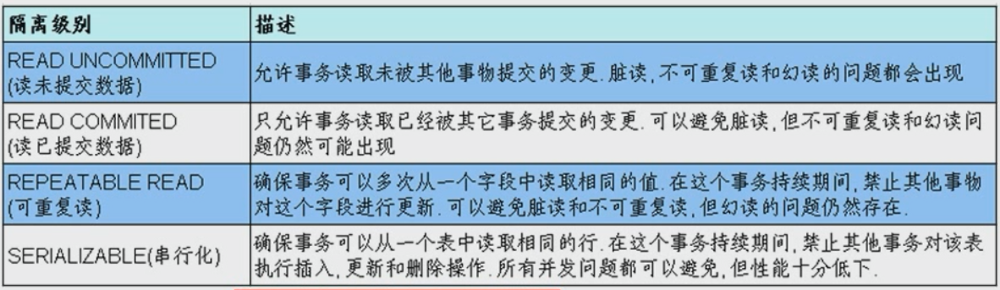 隔离级别
描述
READ UNCOMMITTED
(读未提交数据)
允许事务读取未被其他事物提交的变更.脏读,不可重复读和幻读的问题都会出现
READ COMMITED
(读已提交数据)
只允许事务读取已经被其它事务提交的变更.可以避免脏读,但不可重复读和幻读问
题仍然可能出现
REPEATABLE READ
(可重复读)
确保事务可以多次从一个字段中读取相同的值.在这个事务持续期间,禁止其他事物
对这个字段进行更新.可以避免脏读和不可重复读,但幻读的问题仍然存在.
SERIALIZABLE(串行化)
确保事务可以从一个表中读取相同的行.在这个事务持续期间,禁止其他事务对该表
执行插入,更新和删除操作.所有并发问题都可以避免,但性能十分低下.